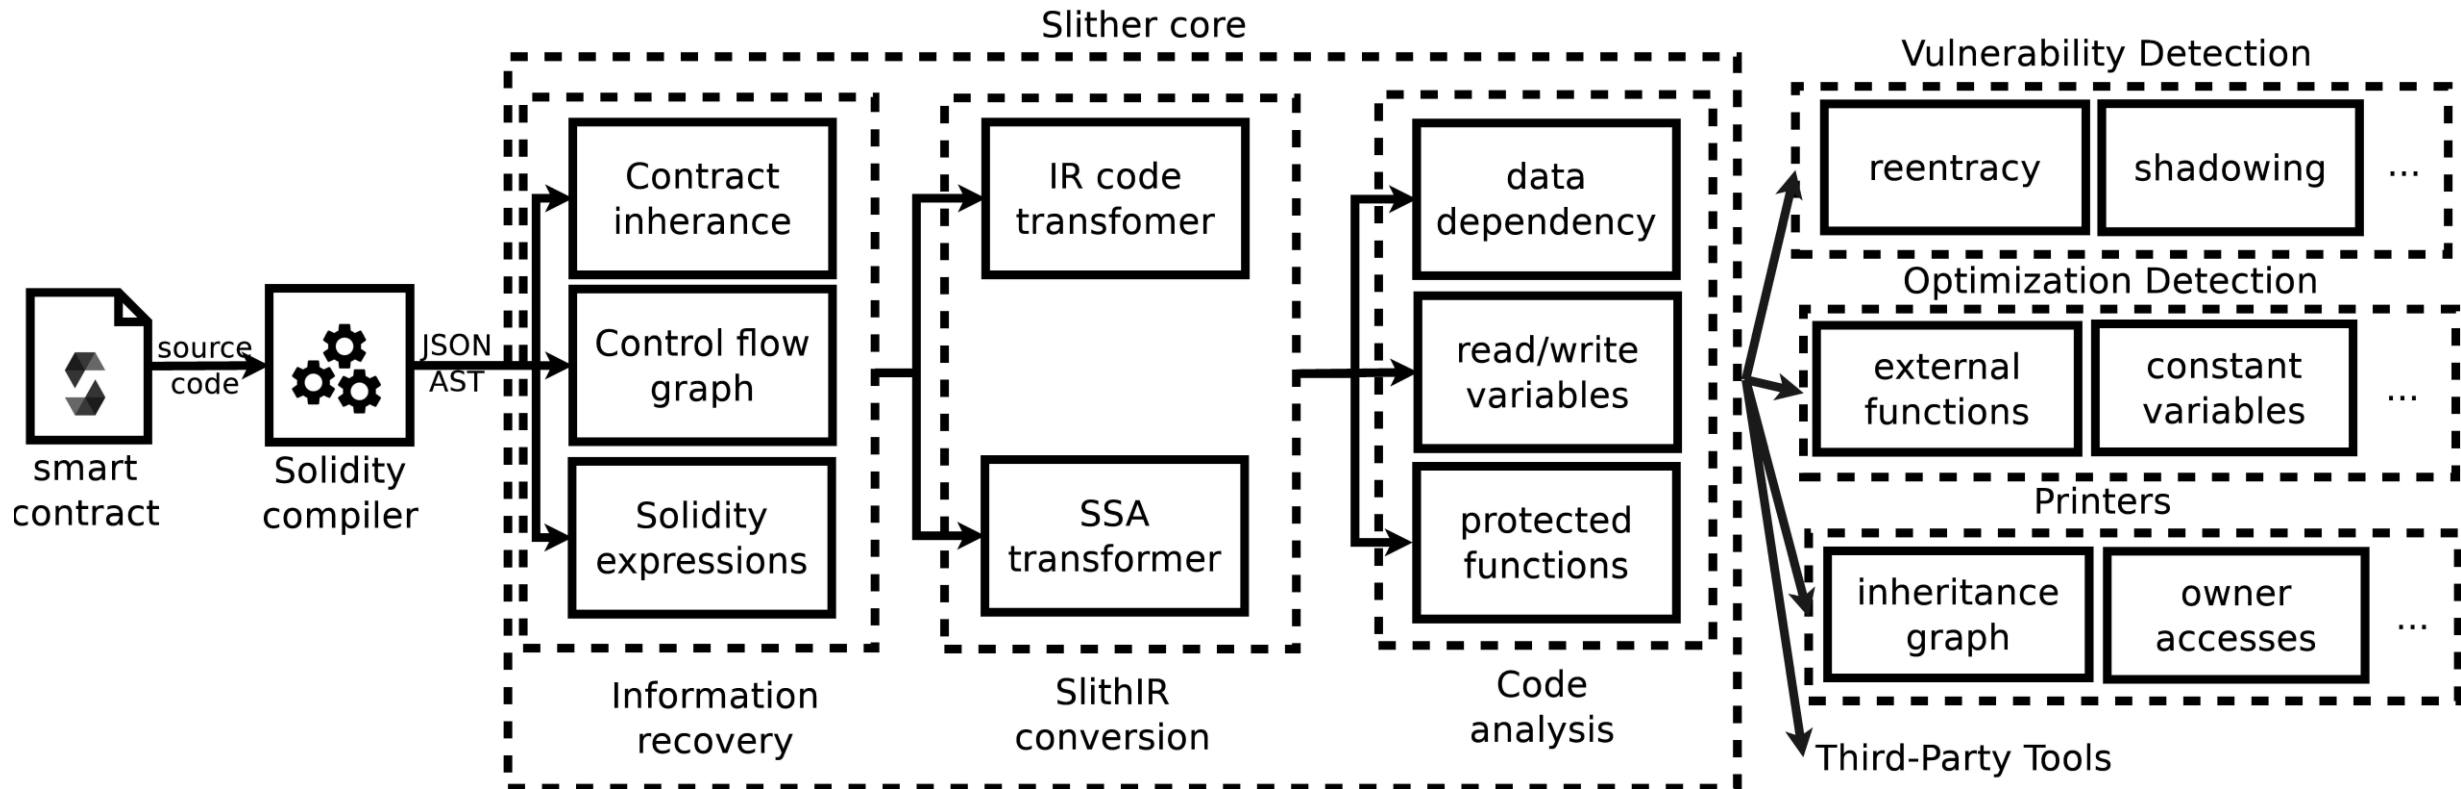 Slither core
smart
contract
source
code
Solidity
compiler
JSON
AST
Contract
inherance
Control flow
graph
Solidity
expressions
Information
recovery
IR code
transfomer
SSA
transformer
SlithIR
conversion
data
dependency
read/write
variables
protected
functions
Code
analysis
Vulnerability Detection
reentracy
shadowing
...
Optimization Detection
external
functions
constant
variables
...
Printers
inheritance
graph
owner
accesses
...
Third-Party Tools